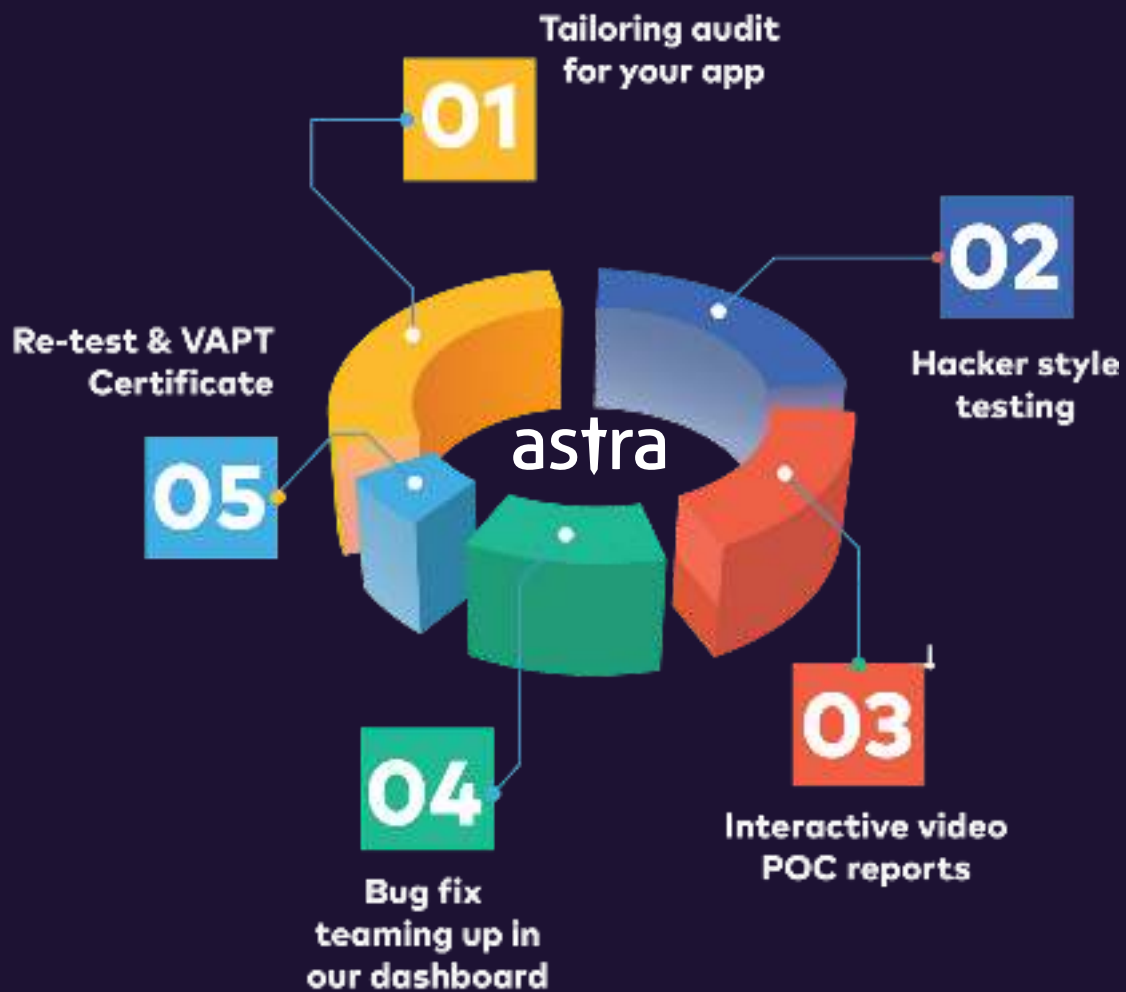 01
Tailoring audit
for your app
02
Hacker style
testing
03
Interactive video
POC reports
04
Bug fix
teaming up in
our dashboard
05
Re-test & VAPT
Certificate
astra